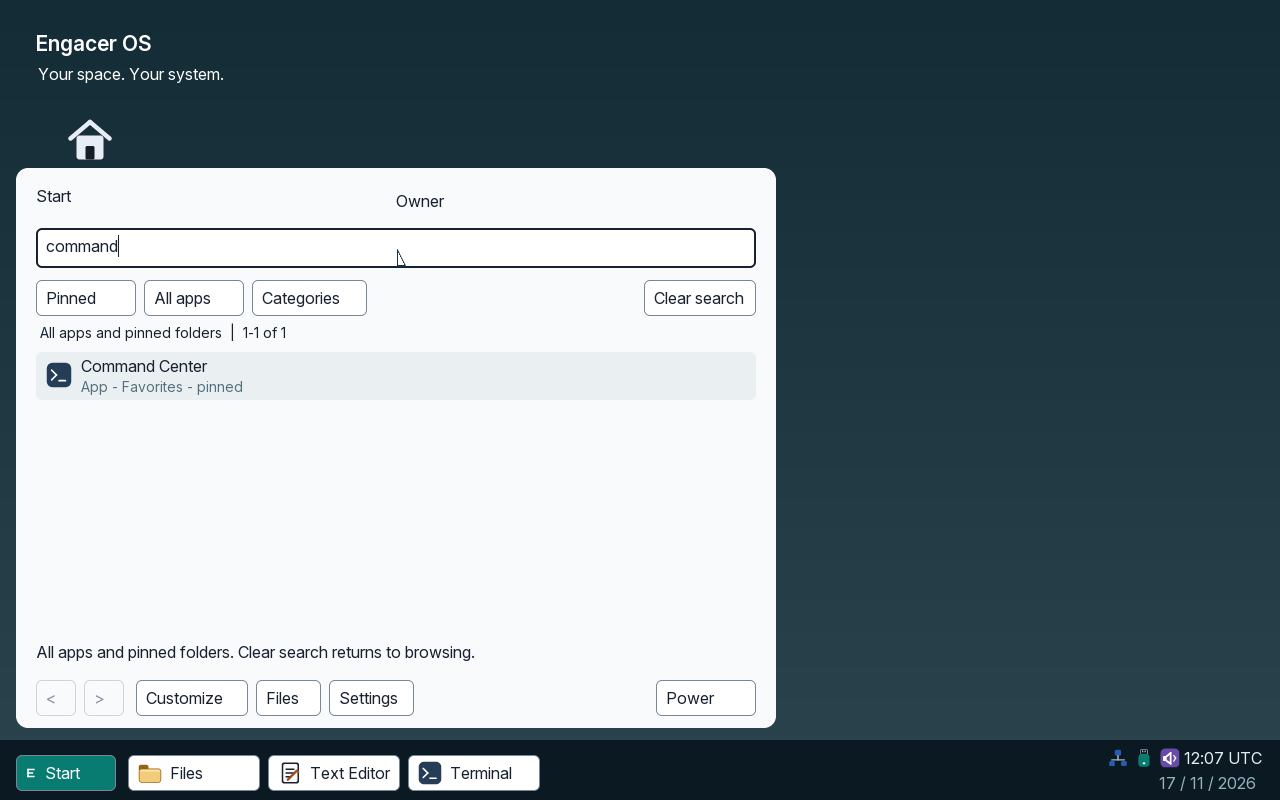 Engacer OS
Your space. Your system.
Start
Owner
command
Pinned
All apps
Categories
Clear search
All apps and pinned folders | 1-1 of 1
Command Center
App - Favorites - pinned
All apps and pinned folders. Clear search returns to browsing.
<
>
Customize
Files
Settings
Power
E Start
Files
Text Editor
Terminal
12:07 UTC
17 / 11 / 2026